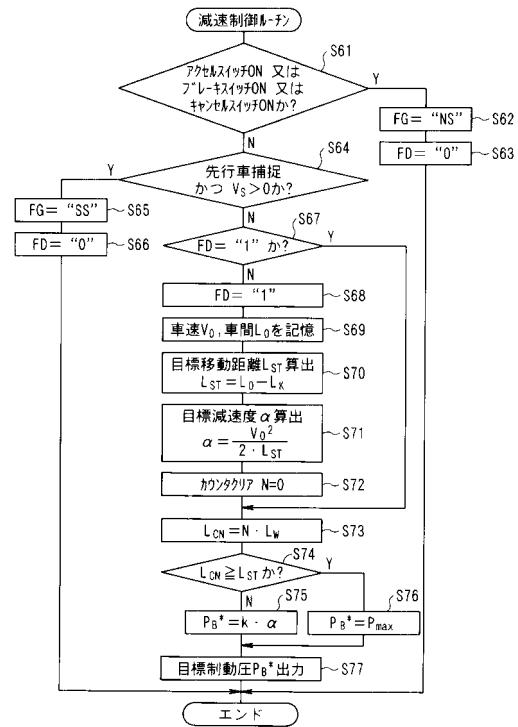 減速制御ﾙｰﾁﾝ
S61
ｱｸｾﾙｽｲｯﾁON 又は
ﾌﾞﾚｰｷｽｲｯﾁON 又は
ｷｬﾝｾﾙｽｲｯﾁONか?
Y
N
FG= “NS”
S62
FD= “0”
S63
S64
先行車捕捉
かつ VS>0か?
Y
N
FG= “SS”
S65
FD= “0”
S66
S67
FD= “1” か?
Y
N
FD= “1”
S68
車速V0, 車間L0を記憶
S69
目標移動距離LST 算出
LST=L0−LX
S70
目標減速度α 算出
α= V0² / 2・LST
S71
ｶｳﾝﾀｸﾘｱ N=0
S72
LCN=N・LW
S73
S74
LCN≧LSTか?
Y
N
S75
PB*=k・α
S76
PB*=Pmax
目標制動圧PB*出力
S77
エンド